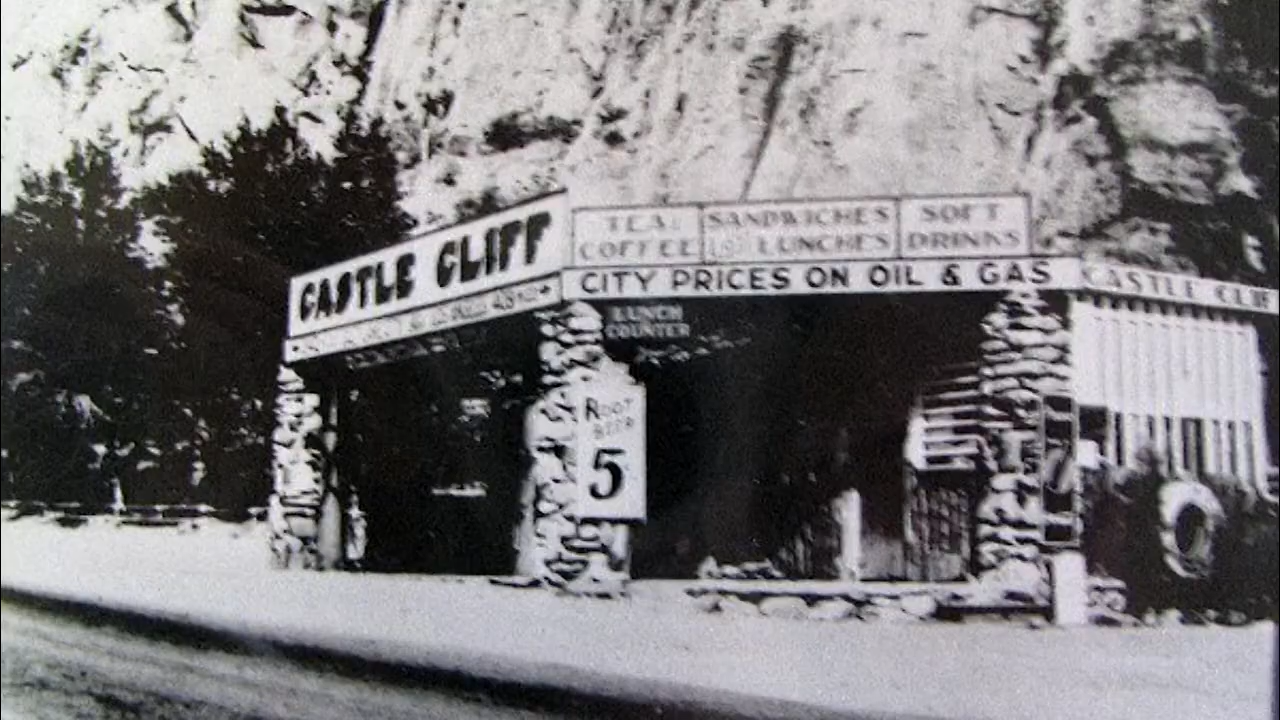 CASTLE CLIFF
TEA
COFFEE
SANDWICHES
LUNCHES
SOFT
DRINKS
CITY PRICES ON OIL & GAS
CASTLE CLIF
LUNCH
COUNTER
ROOT
BEER
5